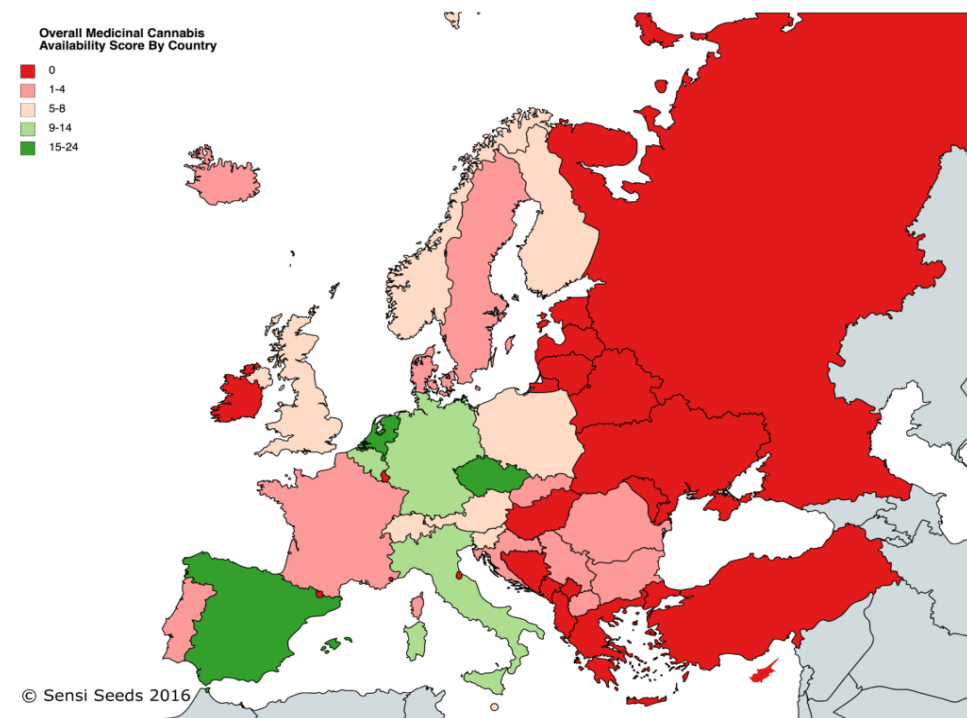 Overall Medicinal Cannabis
Availability Score By Country
0
1-4
5-8
9-14
15-24
© Sensi Seeds 2016